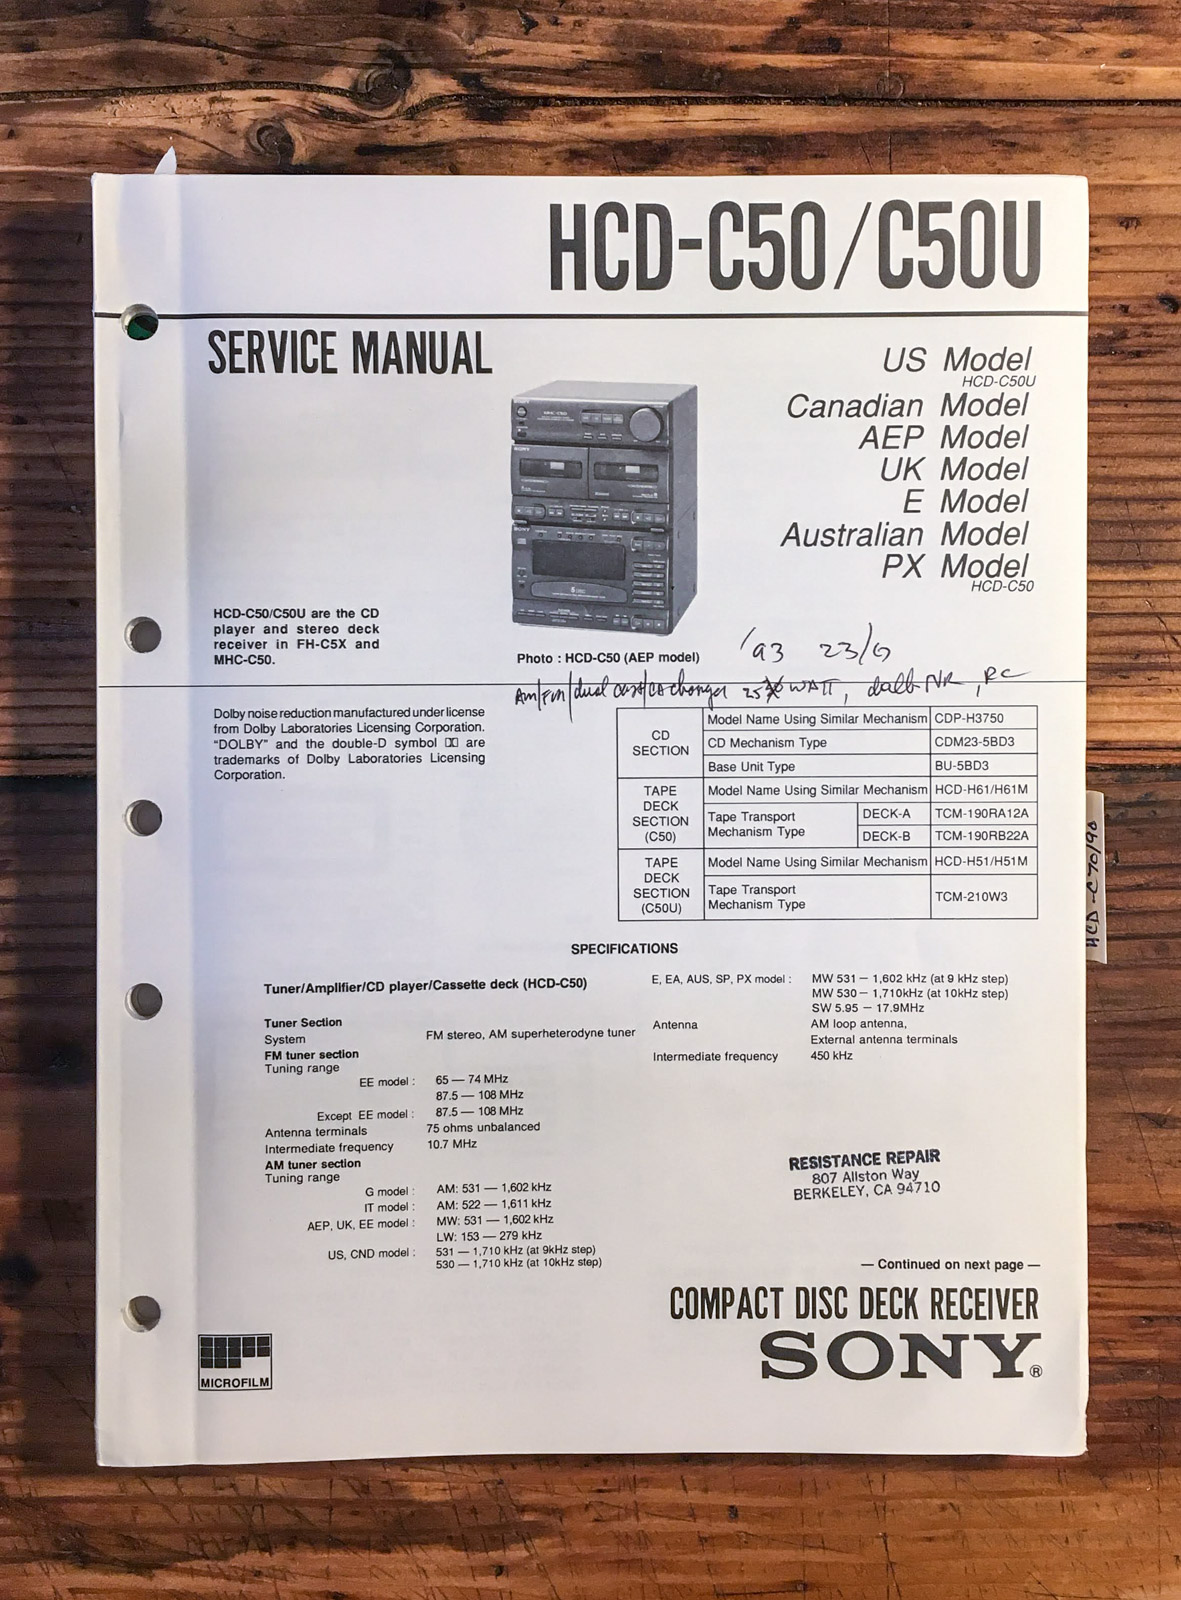 HCD-C50/C50U
SERVICE MANUAL
US Model
HCD-C50U
Canadian Model
AEP Model
UK Model
E Model
Australian Model
PX Model
HCD-C50
HCD-C50/C50U are the CD
player and stereo deck
receiver in FH-C5X and
MHC-C50.
Photo : HCD-C50 (AEP model)
'93 23/
Am/Fm/dual cass/CD changer WATT, dolb NR, RC
Dolby noise reduction manufactured under license
from Dolby Laboratories Licensing Corporation.
"DOLBY" and the double-D symbol are
trademarks of Dolby Laboratories Licensing
Corporation.
CD SECTION Model Name Using Similar Mechanism CDP-H3750
CD Mechanism Type CDM23-5BD3
Base Unit Type BU-5BD3
TAPE DECK SECTION (C50) Model Name Using Similar Mechanism HCD-H61/H61M
Tape Transport Mechanism Type DECK-A TCM-190RA12A
DECK-B TCM-190RB22A
TAPE DECK SECTION (C50U) Model Name Using Similar Mechanism HCD-H51/H51M
Tape Transport Mechanism Type TCM-210W3
HCD-C70/90
SPECIFICATIONS
Tuner/Amplifier/CD player/Cassette deck (HCD-C50)
Tuner Section
System FM stereo, AM superheterodyne tuner
FM tuner section
Tuning range
EE model : 65 — 74 MHz
87.5 — 108 MHz
Except EE model : 87.5 — 108 MHz
Antenna terminals 75 ohms unbalanced
Intermediate frequency 10.7 MHz
AM tuner section
Tuning range
G model : AM: 531 — 1,602 kHz
IT model : AM: 522 — 1,611 kHz
AEP, UK, EE model : MW: 531 — 1,602 kHz
LW: 153 — 279 kHz
US, CND model : 531 — 1,710 kHz (at 9kHz step)
530 — 1,710 kHz (at 10kHz step)
E, EA, AUS, SP, PX model : MW 531 – 1,602 kHz (at 9 kHz step)
MW 530 – 1,710kHz (at 10kHz step)
SW 5.95 – 17.9MHz
Antenna AM loop antenna,
External antenna terminals
Intermediate frequency 450 kHz
RESISTANCE REPAIR
807 Allston Way
BERKELEY, CA 94710
— Continued on next page —
COMPACT DISC DECK RECEIVER
SONY®
MICROFILM